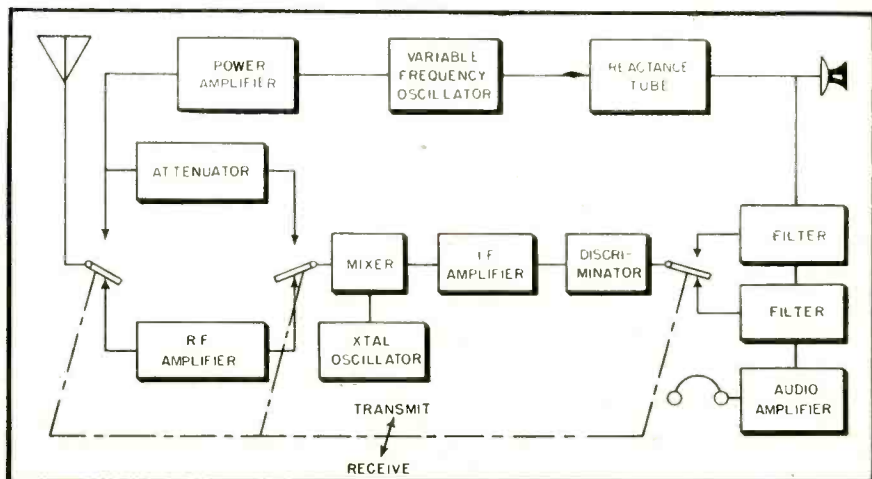 POWER
AMPLIFIER
VARIABLE
FREQUENCY
OSCILLATOR
REACTANCE
TUBE
ATTENUATOR
MIXER
I F
AMPLIFIER
DISCRI-
MINATOR
FILTER
FILTER
R F
AMPLIFIER
XTAL
OSCILLATOR
AUDIO
AMPLIFIER
TRANSMIT
RECEIVE